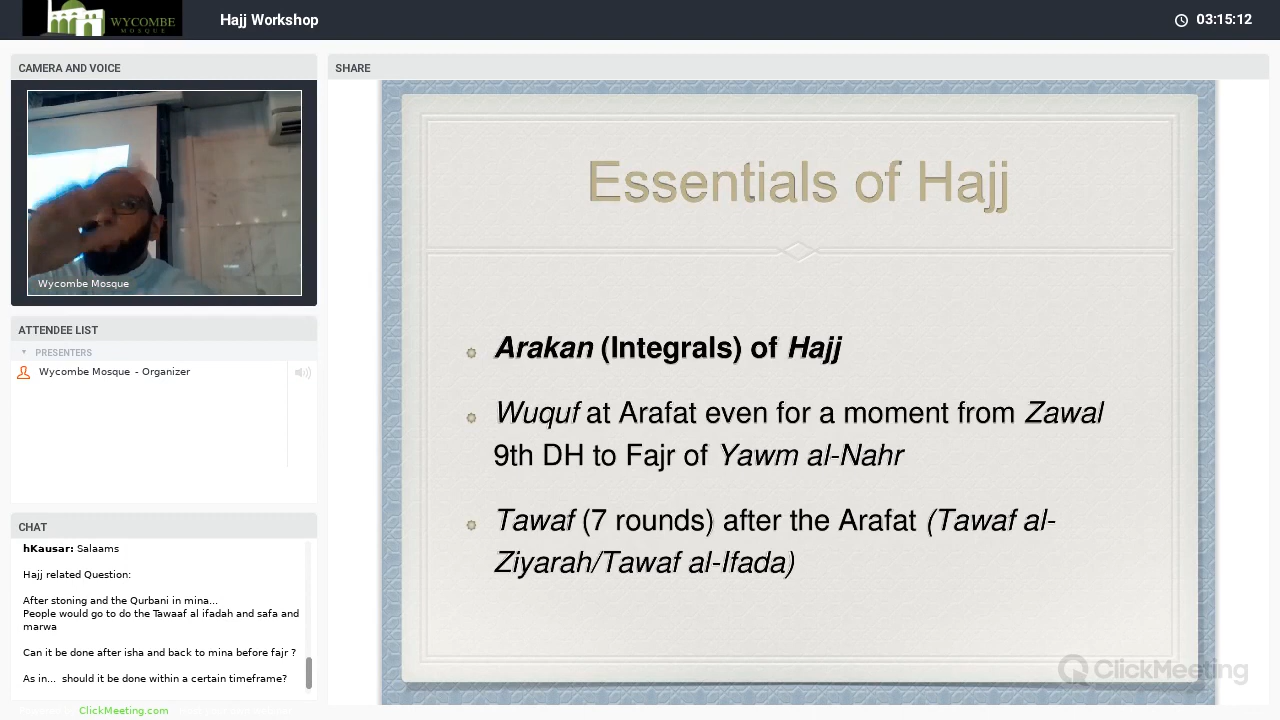 WYCOMBE
MOSQUE
Hajj Workshop
03:15:12
CAMERA AND VOICE
SHARE
Wycombe Mosque
ATTENDEE LIST
PRESENTERS
Wycombe Mosque - Organizer
CHAT
hKausar: Salaams
Hajj related Question:
After stoning and the Qurbani in mina...
People would go to do the Tawaaf al ifadah and safa and
marwa
Can it be done after isha and back to mina before fajr ?
As in... should it be done within a certain timeframe?
ClickMeeting.com
Essentials of Hajj
Arakan (Integrals) of Hajj
Wuquf at Arafat even for a moment from Zawal
9th DH to Fajr of Yawm al-Nahr
Tawaf (7 rounds) after the Arafat (Tawaf al-
Ziyarah/Tawaf al-Ifada)
ClickMeeting